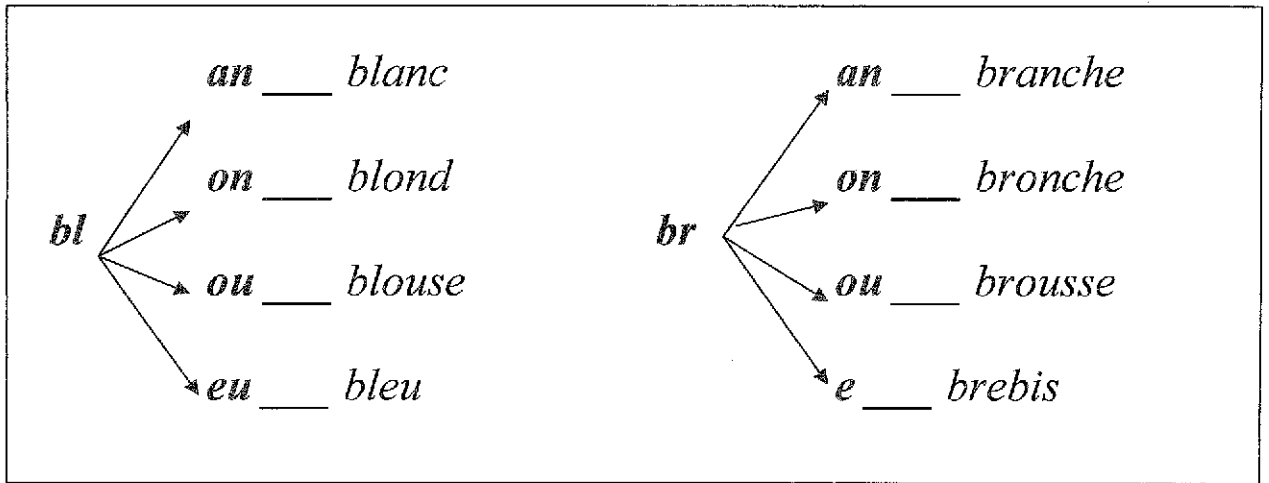 an ___ blanc
on ___ blond
bl
ou ___ blouse
eu ___ bleu
an ___ branche
on ___ bronche
br
ou ___ brousse
e ___ brebis